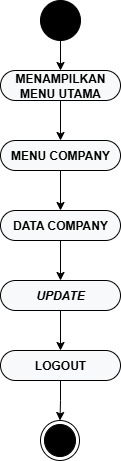 MENAMPILKAN
MENU UTAMA
MENU COMPANY
DATA COMPANY
UPDATE
LOGOUT